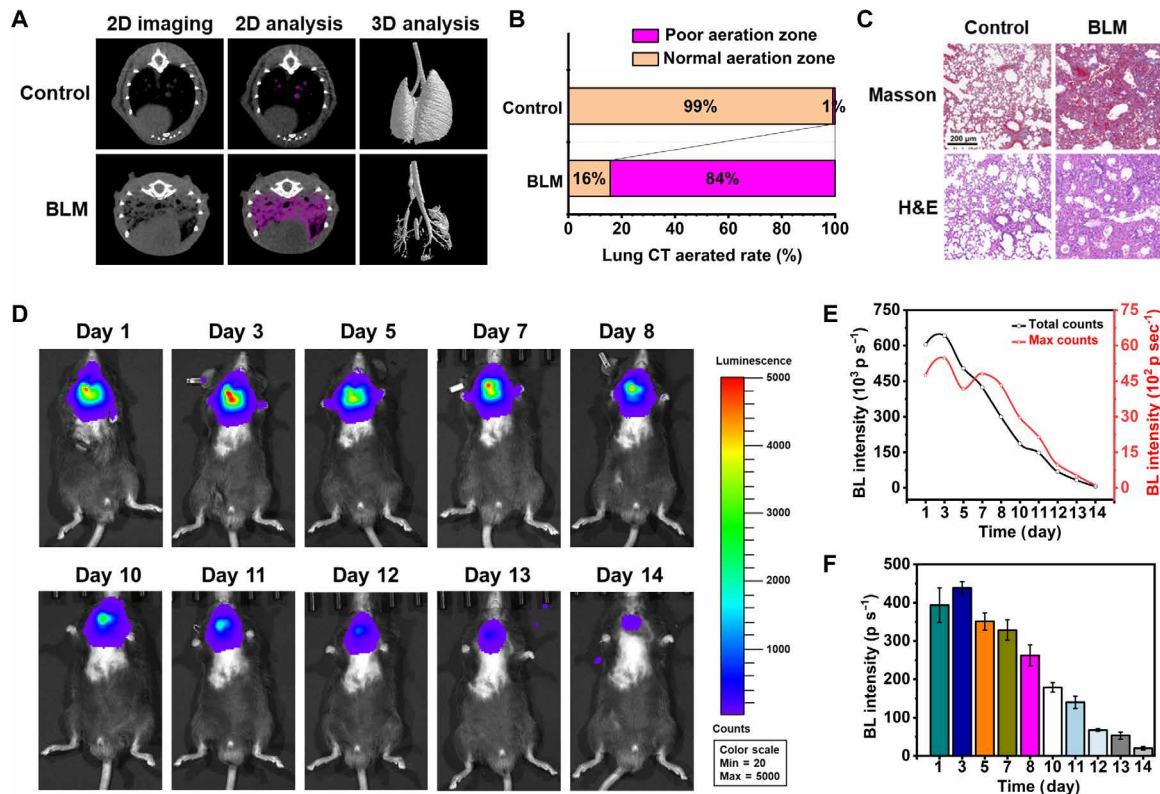 A
2D imaging 2D analysis 3D analysis
Control
BLM
B
Poor aeration zone
Normal aeration zone
Control
99%
1%
BLM
16%
84%
0 20 40 60 80 100
Lung CT aerated rate (%)
C
Control BLM
Masson
200 µm
H&E
D
Day 1 Day 3 Day 5 Day 7 Day 8
Day 10 Day 11 Day 12 Day 13 Day 14
Luminescence
5000
4000
3000
2000
1000
Counts
Color scale
Min = 20
Max = 5000
E
Total counts
Max counts
BL intensity (10³ p s⁻¹)
750
600
450
300
150
0
BL intensity (10² p sec⁻¹)
75
60
45
30
15
0
1 3 5 7 8 10 11 12 13 14
Time (day)
F
BL intensity (p s⁻¹)
500
400
300
200
100
0
1 3 5 7 8 10 11 12 13 14
Time (day)